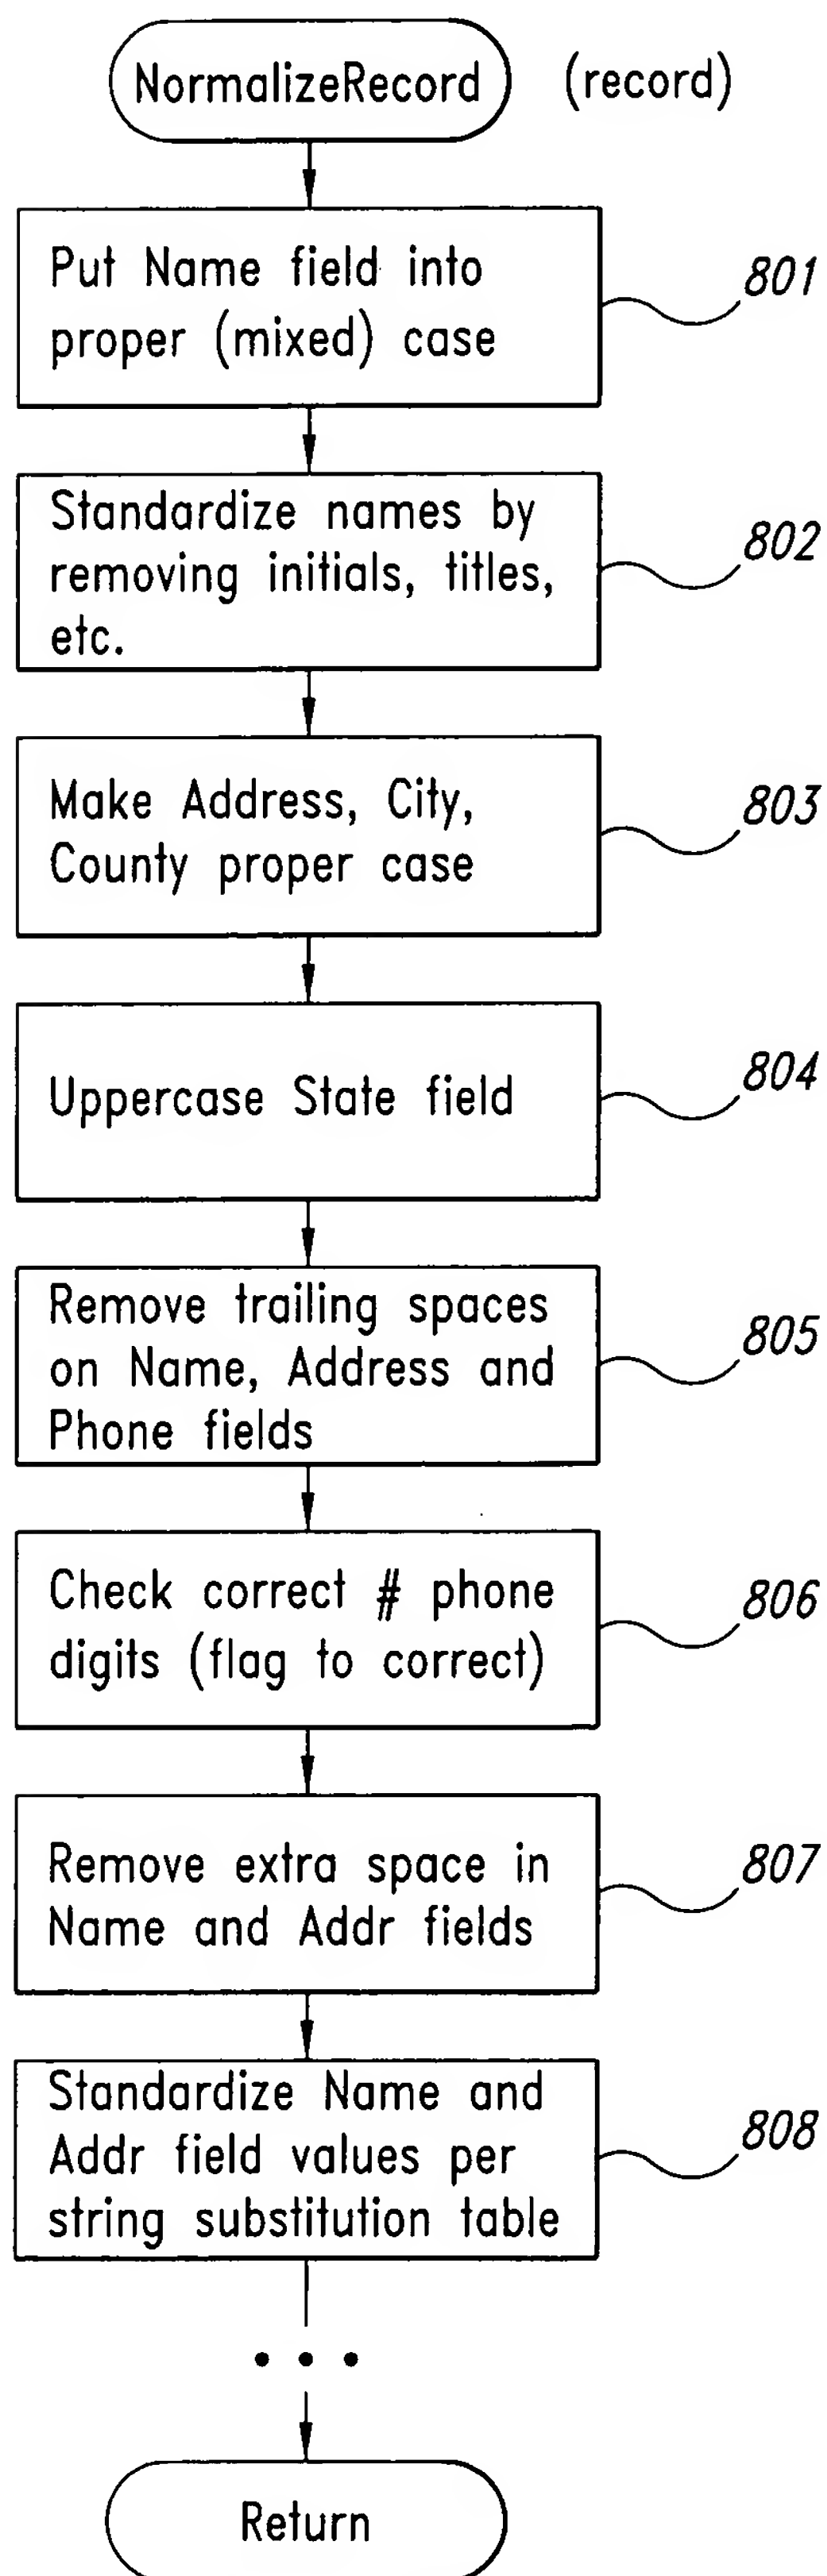 NormalizeRecord (record)
Put Name field into
proper (mixed) case
801
Standardize names by
removing initials, titles,
etc.
802
Make Address, City,
County proper case
803
Uppercase State field
804
Remove trailing spaces
on Name, Address and
Phone fields
805
Check correct # phone
digits (flag to correct)
806
Remove extra space in
Name and Addr fields
807
Standardize Name and
Addr field values per
string substitution table
808
• • •
Return